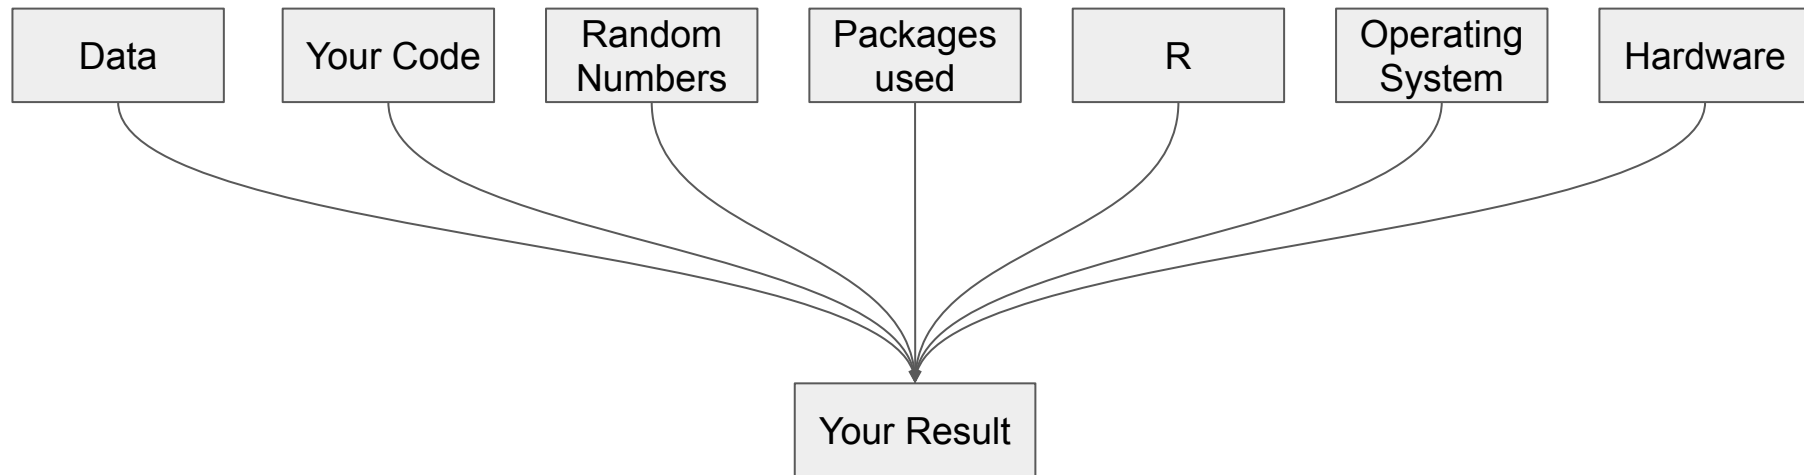 Data
Your Code
Random
Numbers
Packages
used
R
Operating
System
Hardware
Your Result